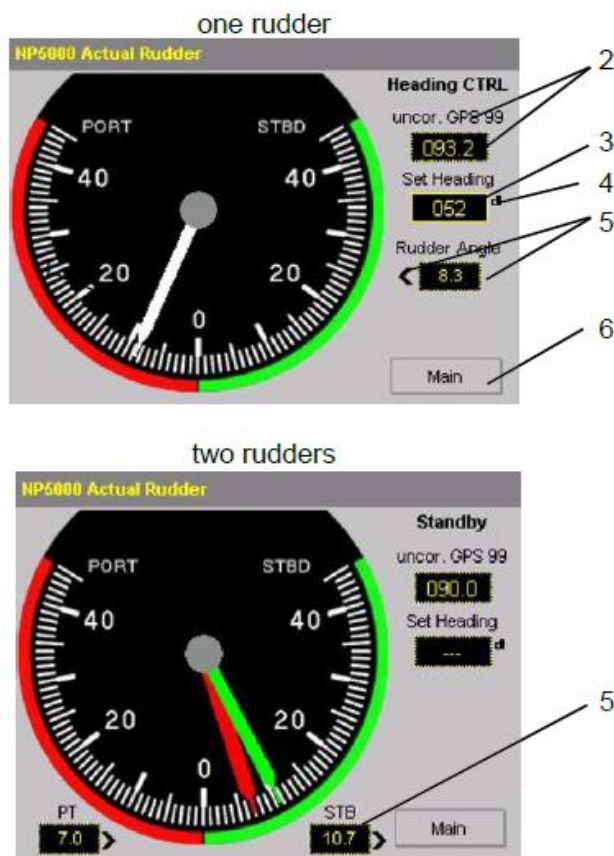 one rudder
NP5000 Actual Rudder
PORT
STBD
40
40
20
20
0
Heading CTRL
uncor. GPS 99
093.2
Set Heading
052
Rudder Angle
8.3
Main
2
3
4
5
6
two rudders
NP5000 Actual Rudder
PORT
STBD
40
40
20
20
0
Standby
uncor. GPS 99
090.0
Set Heading
---
PT
7.0
STB
10.7
Main
5